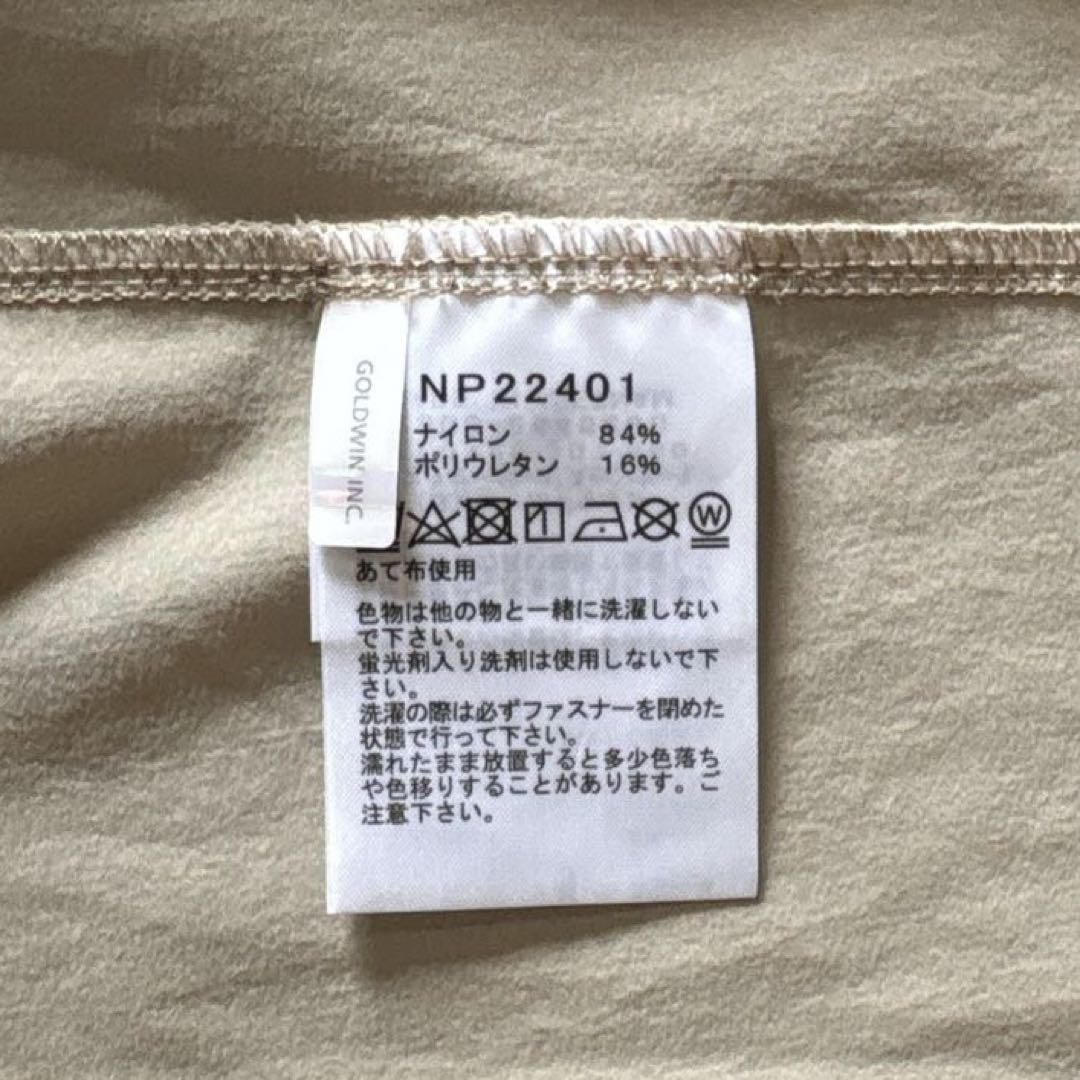 GOLDWIN INC.
NP22401
ナイロン 84%
ポリウレタン 16%
W
あて布使用
色物は他の物と一緒に洗濯しない
で下さい。
蛍光剤入り洗剤は使用しないで下
さい。
洗濯の際は必ずファスナーを閉めた
状態で行って下さい。
濡れたまま放置すると多少色落ち
や色移りすることがあります。ご
注意下さい。